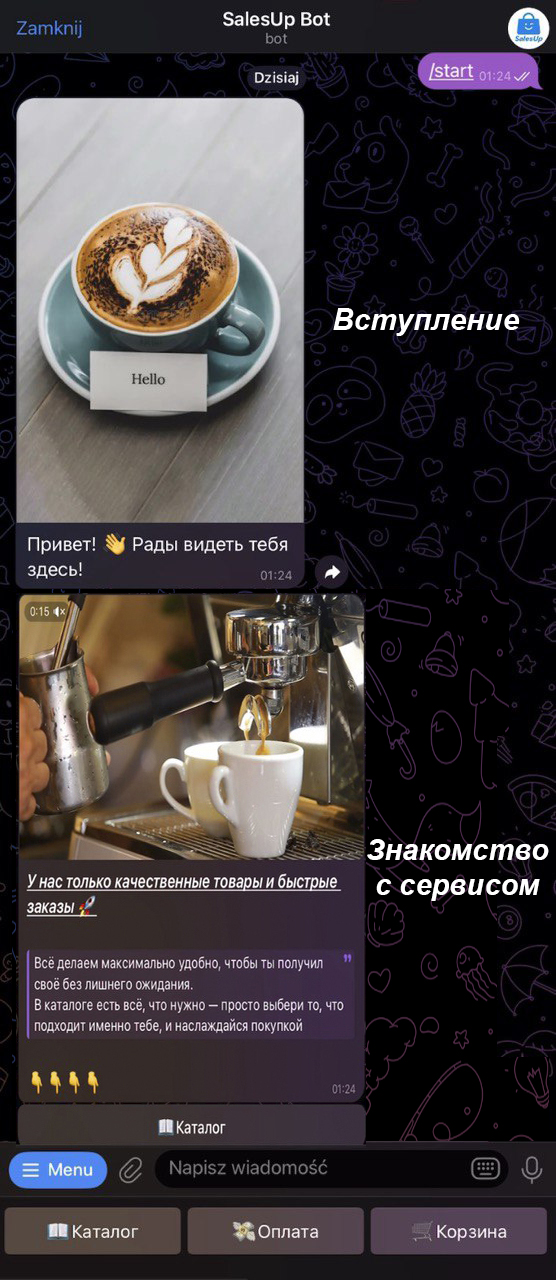 Zamknij
SalesUp Bot
bot
SalesUp
Dzisiaj
/start 01:24
Вступление
Hello
Привет! 👋 Рады видеть тебя
здесь!
01:24
0:15
Знакомство
с сервисом
У нас только качественные товары и быстрые
заказы 🚀
Всё делаем максимально удобно, чтобы ты получил
своё без лишнего ожидания.
В каталоге есть всё, что нужно — просто выбери то, что
подходит именно тебе, и наслаждайся покупкой
👇👇👇👇
01:24
📖Каталог
Menu
Napisz wiadomość
📖Каталог
💸Оплата
🛒Корзина